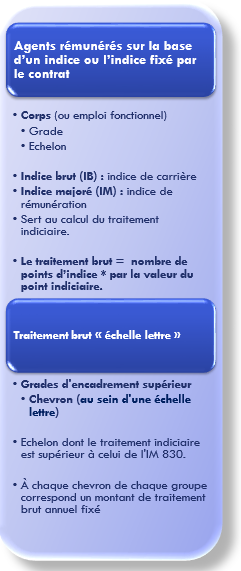 Agents rémunérés sur la base
d'un indice ou l'indice fixé par
le contrat
• Corps (ou emploi fonctionnel)
• Grade
• Echelon
• Indice brut (IB) : indice de carrière
• Indice majoré (IM) : indice de
rémunération
• Sert au calcul du traitement
indiciaire.
• Le traitement brut = nombre de
points d'indice * par la valeur du
point indiciaire.
Traitement brut « échelle lettre »
• Grades d'encadrement supérieur
• Chevron (au sein d'une échelle
lettre)
• Echelon dont le traitement indiciaire
est supérieur à celui de l'IM 830.
• À chaque chevron de chaque groupe
correspond un montant de traitement
brut annuel fixé